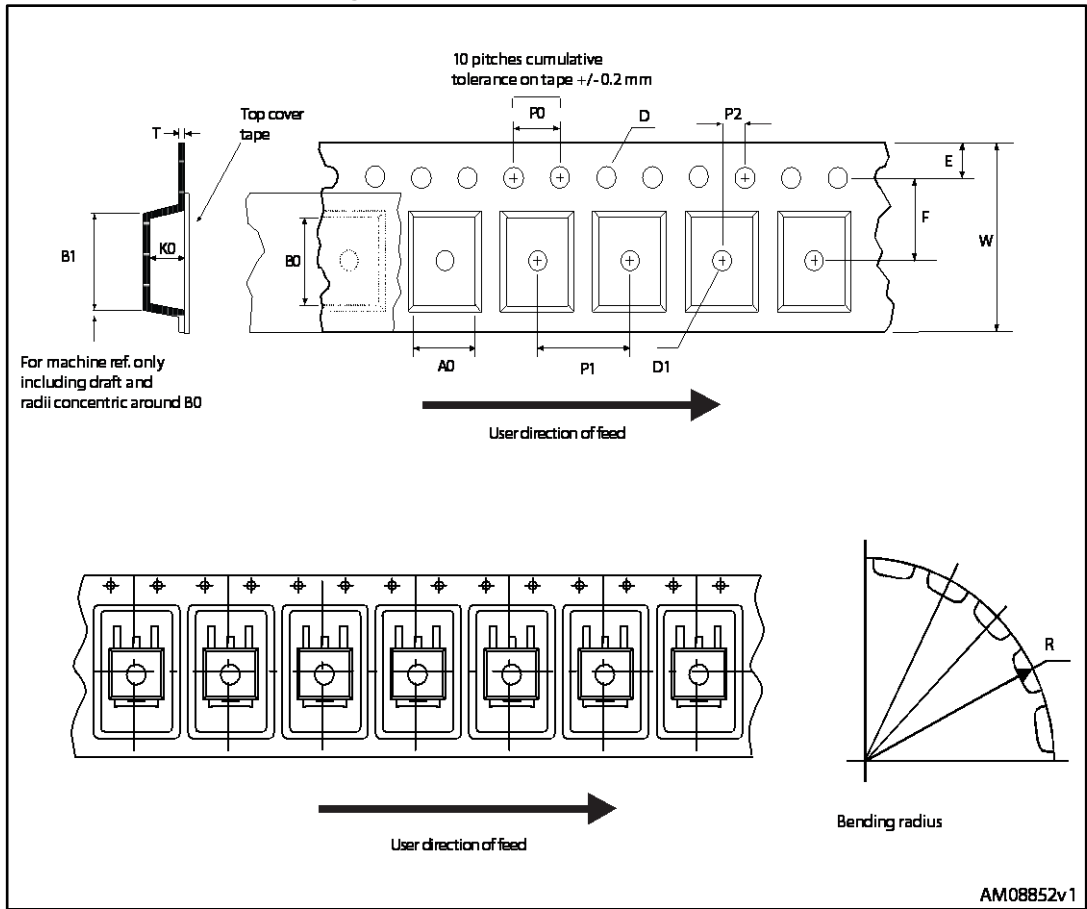 10 pitches cumulative
tolerance on tape +/- 0.2 mm
P0
D
P2
T
Top cover
tape
E
F
W
B1
K0
B0
A0
P1
D1
For machine ref. only
including draft and
radii concentric around B0
User direction of feed
R
Bending radius
User direction of feed
AM08852v1